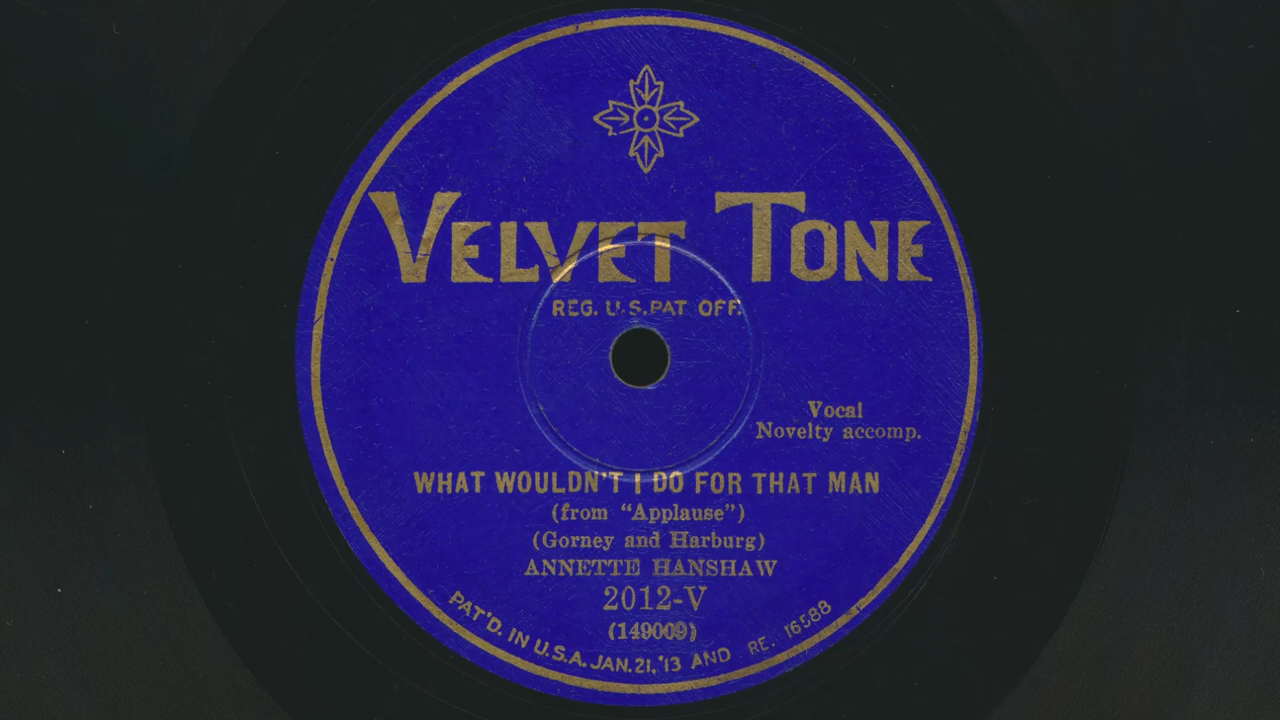 VELVET TONE
REG. U.S. PAT OFF.
Vocal
Novelty accomp.
WHAT WOULDN'T I DO FOR THAT MAN
(from "Applause")
(Gorney and Harburg)
ANNETTE HANSHAW
2012-V
(149009)
PAT'D. IN U.S.A. JAN. 21, '13 AND RE. 16588